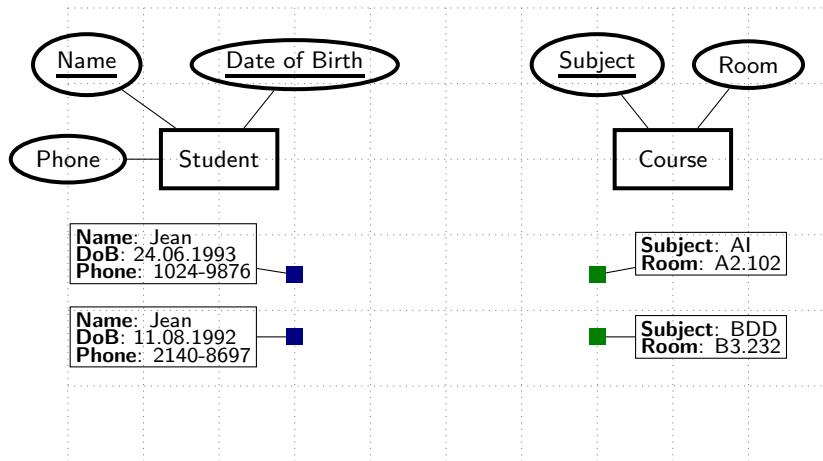 Name
Date of Birth
Subject
Room
Phone
Student
Course
Name: Jean
DoB: 24.06.1993
Phone: 1024-9876
Subject: AI
Room: A2.102
Name: Jean
DoB: 11.08.1992
Phone: 2140-8697
Subject: BDD
Room: B3.232